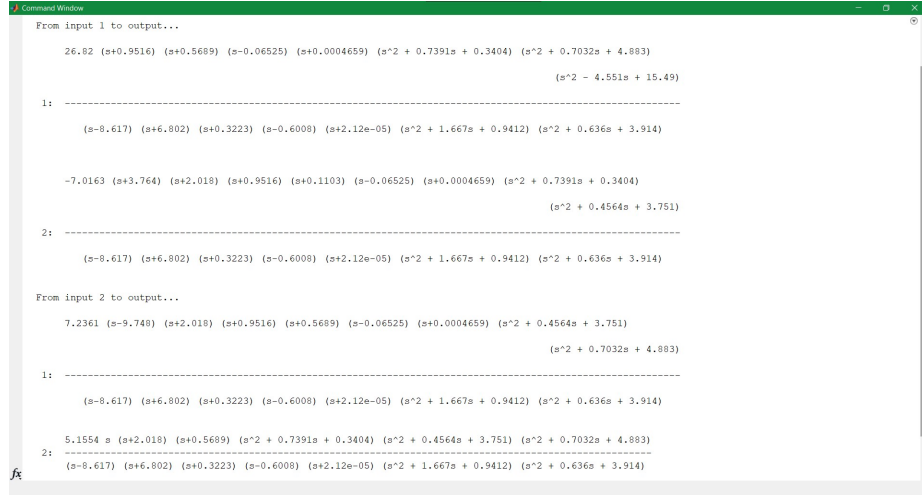 Command Window
From input 1 to output...
26.82 (s+0.9516) (s+0.5689) (s-0.06525) (s+0.0004659) (s^2 + 0.7391s + 0.3404) (s^2 + 0.7032s + 4.883)
(s^2 - 4.551s + 15.49)
1: ----------------------------------------------------------------------------------------------------------
(s-8.617) (s+6.802) (s+0.3223) (s-0.6008) (s+2.12e-05) (s^2 + 1.667s + 0.9412) (s^2 + 0.636s + 3.914)
-7.0163 (s+3.764) (s+2.018) (s+0.9516) (s+0.1103) (s-0.06525) (s+0.0004659) (s^2 + 0.7391s + 0.3404)
(s^2 + 0.4564s + 3.751)
2: ----------------------------------------------------------------------------------------------------------
(s-8.617) (s+6.802) (s+0.3223) (s-0.6008) (s+2.12e-05) (s^2 + 1.667s + 0.9412) (s^2 + 0.636s + 3.914)
From input 2 to output...
7.2361 (s-9.748) (s+2.018) (s+0.9516) (s+0.5689) (s-0.06525) (s+0.0004659) (s^2 + 0.4564s + 3.751)
(s^2 + 0.7032s + 4.883)
1: ----------------------------------------------------------------------------------------------------------
(s-8.617) (s+6.802) (s+0.3223) (s-0.6008) (s+2.12e-05) (s^2 + 1.667s + 0.9412) (s^2 + 0.636s + 3.914)
5.1554 s (s+2.018) (s+0.5689) (s^2 + 0.7391s + 0.3404) (s^2 + 0.4564s + 3.751) (s^2 + 0.7032s + 4.883)
2: ----------------------------------------------------------------------------------------------------------
(s-8.617) (s+6.802) (s+0.3223) (s-0.6008) (s+2.12e-05) (s^2 + 1.667s + 0.9412) (s^2 + 0.636s + 3.914)
fx